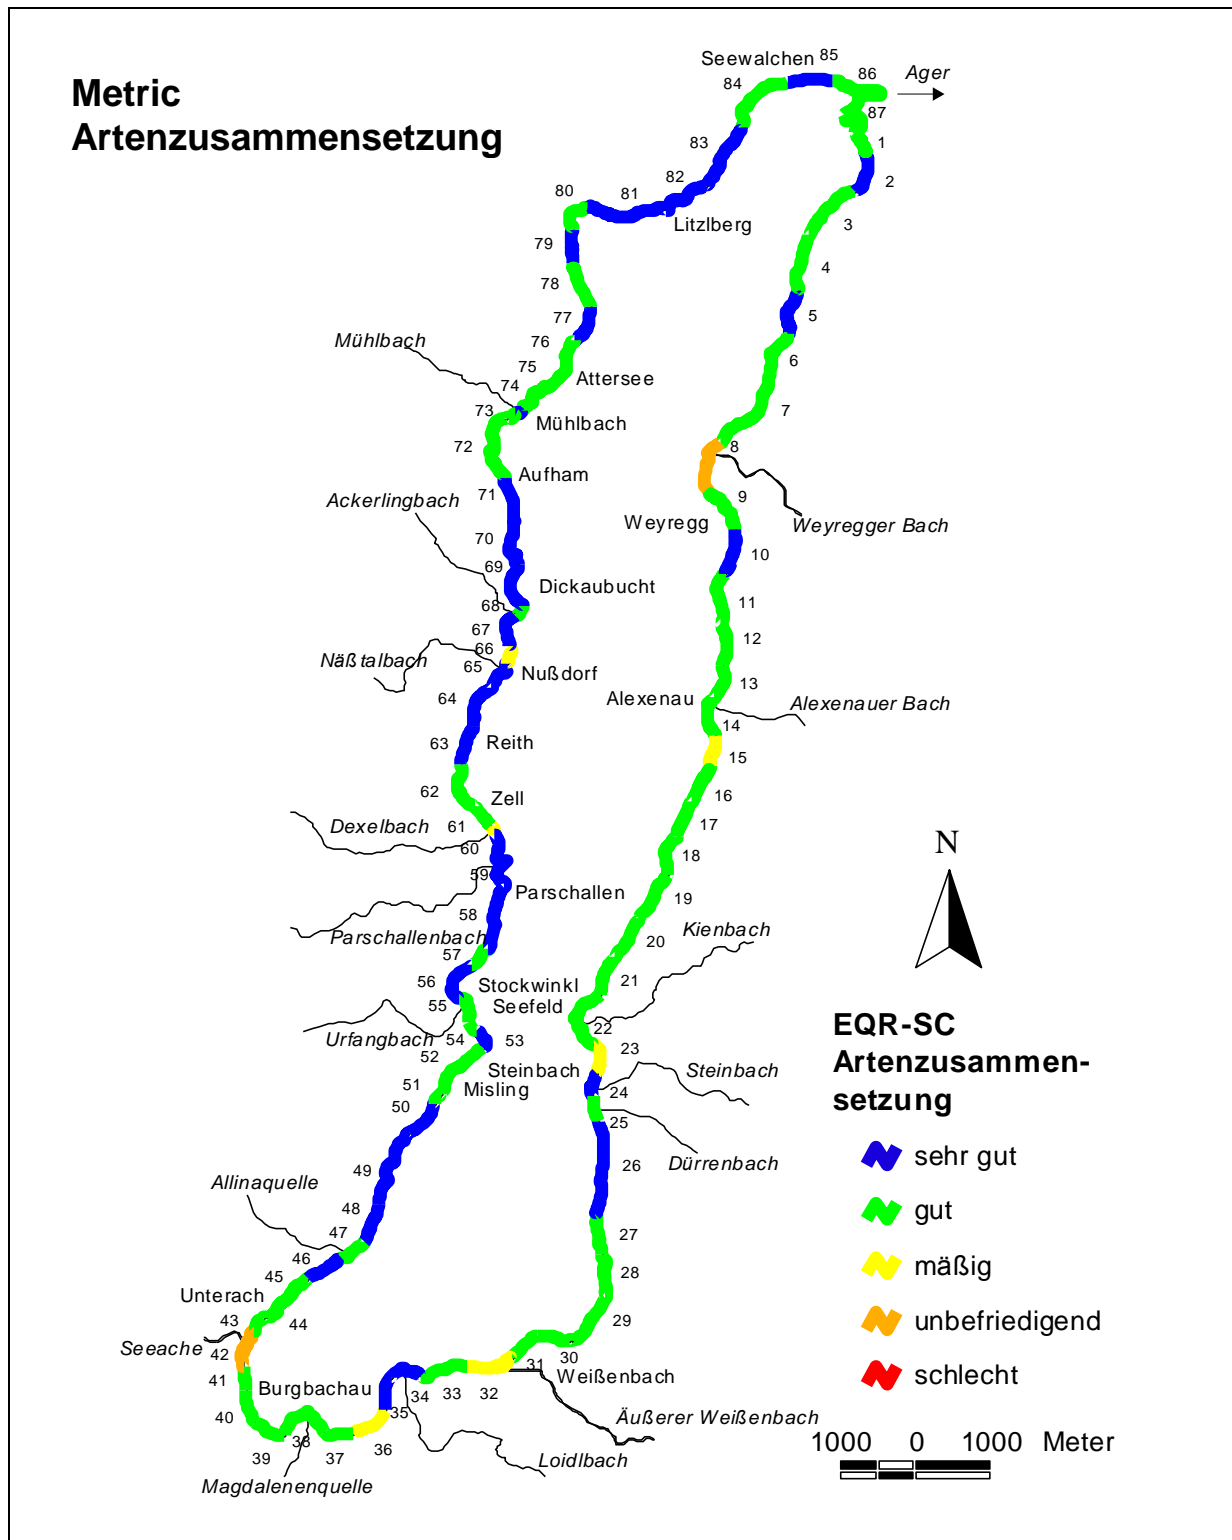 Metric
Artenzusammensetzung
Seewalchen
85
86
Ager
84
87
1
83
2
82
81
80
3
Litzlberg
79
4
78
5
77
Mühlbach
76
6
75
Attersee
74
7
73
Mühlbach
72
8
Aufham
71
9
Ackerlingbach
Weyregg
Weyregger Bach
70
10
69
Dickaubucht
68
11
67
12
66
Näßtalbach
65
Nußdorf
13
64
Alexenau
Alexenauer Bach
14
63
Reith
15
62
Zell
16
61
Dexelbach
17
60
18
59
Parschallen
19
58
Kienbach
Parschallenbach
20
57
56
Stockwinkl
21
55
Seefeld
22
Urfangbach
54
53
23
52
Steinbach
Steinbach
51
Misling
24
50
25
Dürrenbach
26
49
Allinaquelle
48
47
27
46
28
45
Unterach
44
29
43
Seeache
42
30
31
41
Burgbachau
34
33
32
Weißenbach
40
35
Äußerer Weißenbach
39
38
37
36
Loidlbach
Magdalenenquelle
N
EQR-SC
Artenzusammen-
setzung
sehr gut
gut
mäßig
unbefriedigend
schlecht
1000 0 1000 Meter